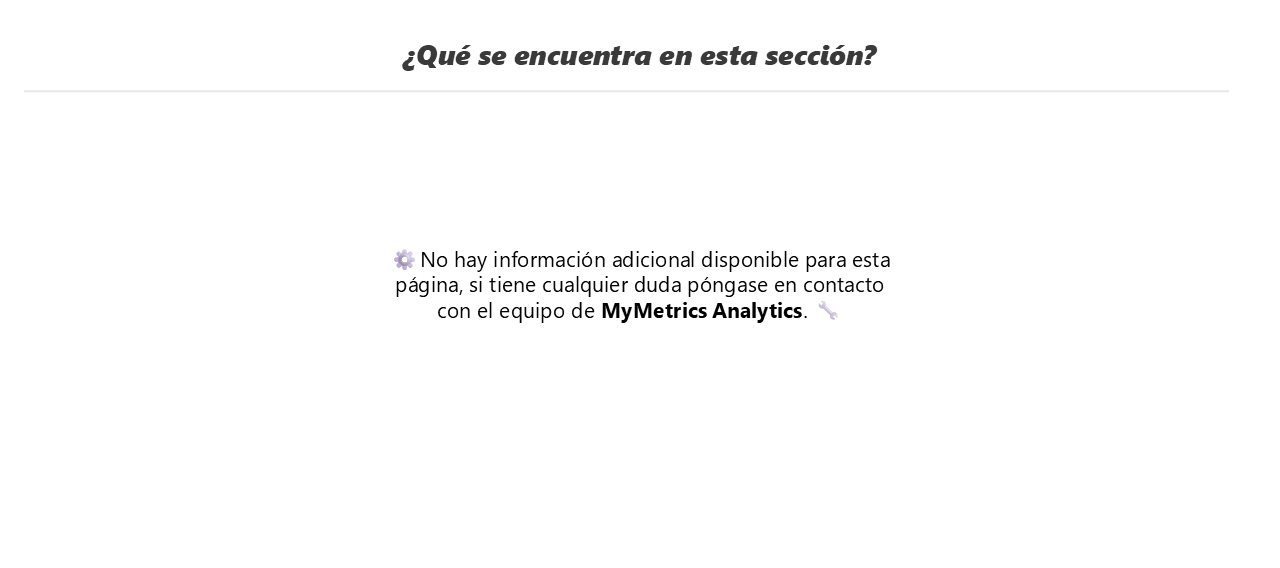 ¿Qué se encuentra en esta sección?
⚙️ No hay información adicional disponible para esta
página, si tiene cualquier duda póngase en contacto
con el equipo de MyMetrics Analytics. 🔧